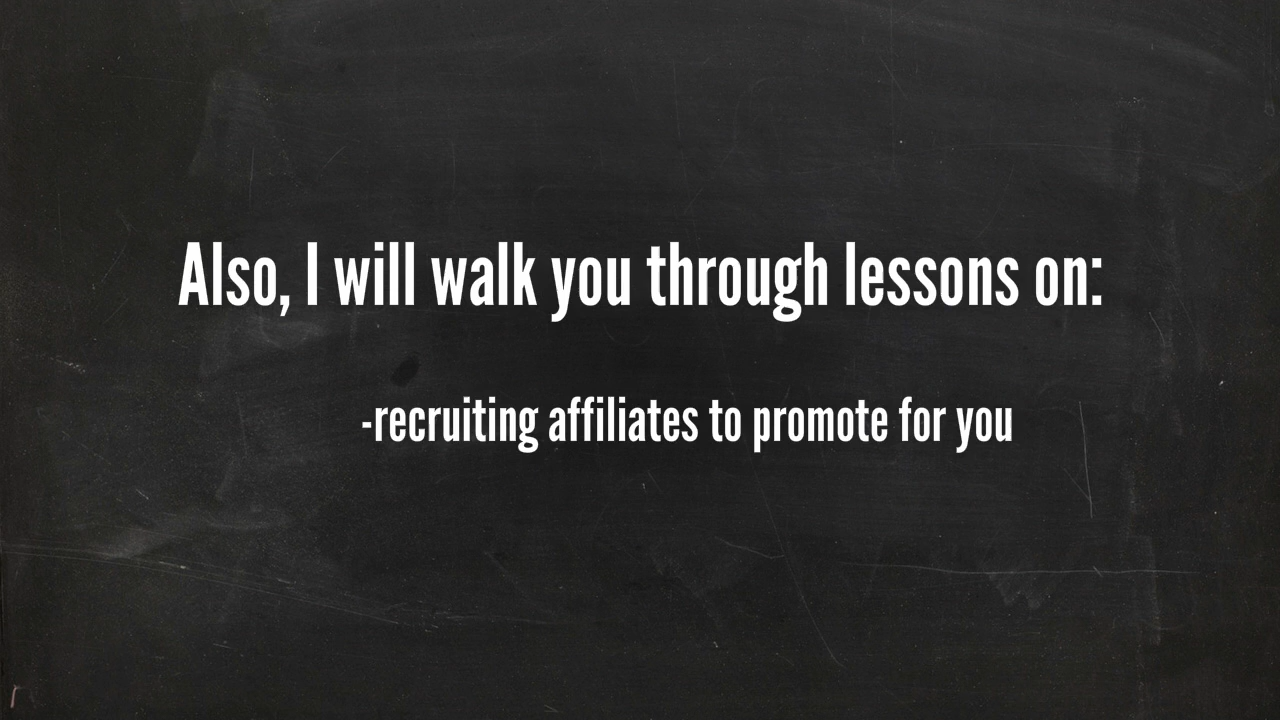 Also, I will walk you through lessons on:
-recruiting affiliates to promote for you